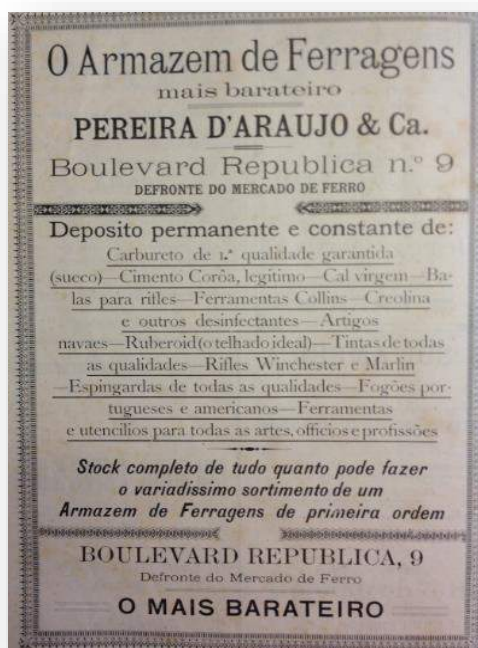 O Armazem de Ferragens
mais barateiro
PEREIRA D'ARAUJO & Ca.
Boulevard Republica n.º 9
DEFRONTE DO MERCADO DE FERRO
Deposito permanente e constante de:
Carbureto de 1.ª qualidade garantida
(sueco)—Cimento Corôa, legitimo—Cal virgem—Ba-
las para rifles—Ferramentas Collins—Creolina
e outros desinfectantes—Artigos
navaes—Ruberoid (o telhado ideal)—Tintas de todas
as qualidades—Rifles Winchester e Marlin
—Espingardas de todas as qualidades—Fogões por-
tugueses e americanos—Ferramentas
e utencilios para todas as artes, officios e profissões
Stock completo de tudo quanto pode fazer
o variadissimo sortimento de um
Armazem de Ferragens de primeira ordem
BOULEVARD REPUBLICA, 9
Defronte do Mercado de Ferro
O MAIS BARATEIRO